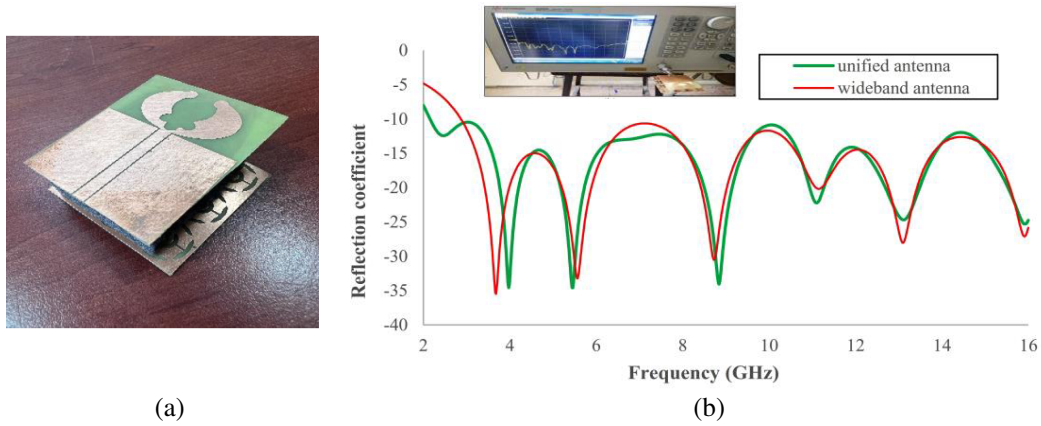 0
-5
-10
-15
-20
-25
-30
-35
-40
Reflection coefficient
unified antenna
wideband antenna
2 4 6 8 10 12 14 16
Frequency (GHz)
(a) (b)